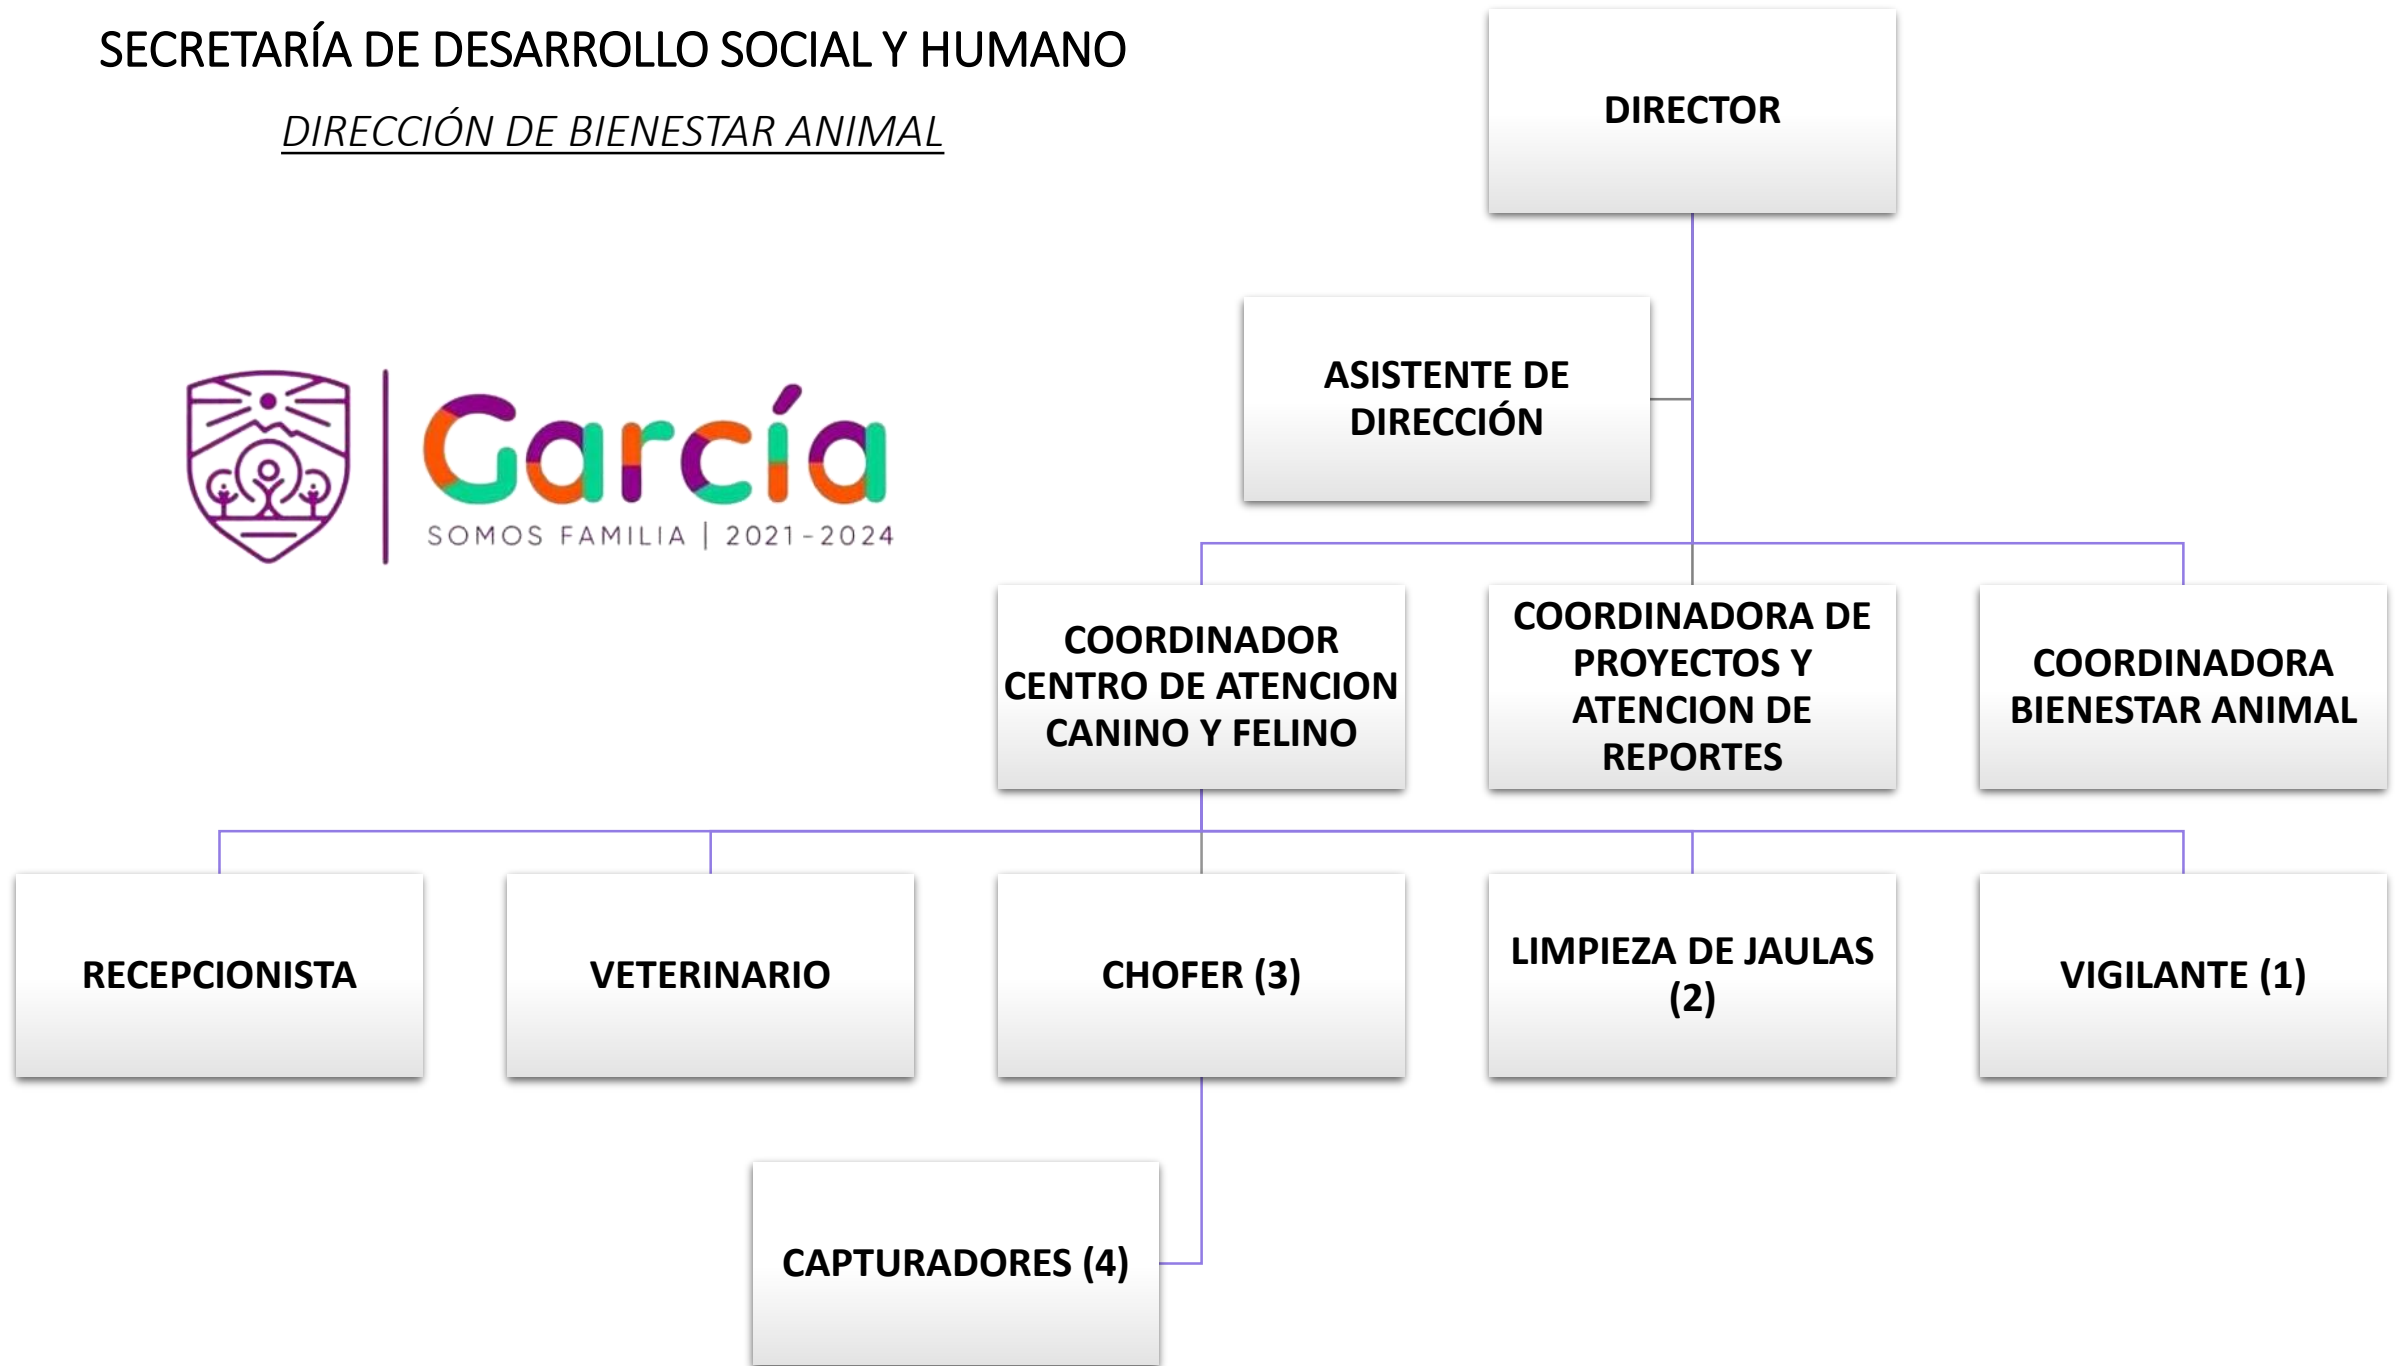 SECRETARÍA DE DESARROLLO SOCIAL Y HUMANO
DIRECCIÓN DE BIENESTAR ANIMAL
DIRECTOR
ASISTENTE DE
DIRECCIÓN
García
SOMOS FAMILIA | 2021-2024
COORDINADOR
CENTRO DE ATENCION
CANINO Y FELINO
COORDINADORA DE
PROYECTOS Y
ATENCION DE
REPORTES
COORDINADORA
BIENESTAR ANIMAL
RECEPCIONISTA
VETERINARIO
CHOFER (3)
LIMPIEZA DE JAULAS
(2)
VIGILANTE (1)
CAPTURADORES (4)